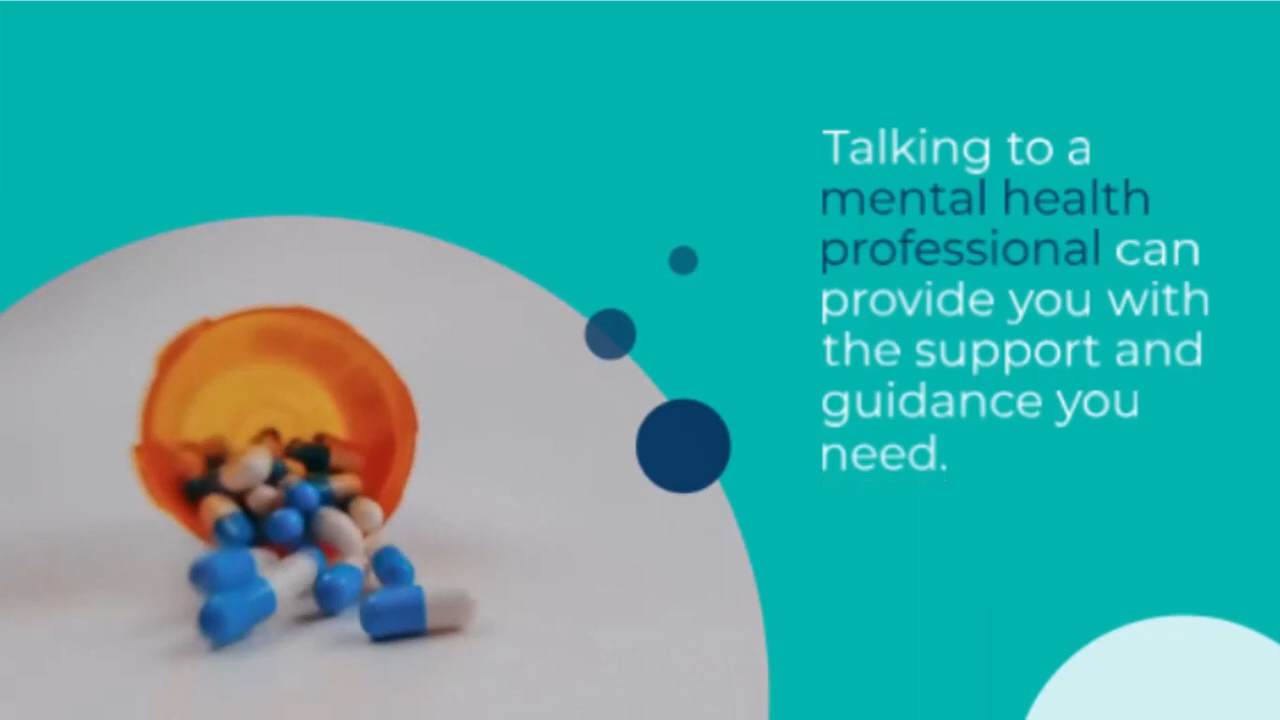 Talking to a
mental health
professional can
provide you with
the support and
guidance you
need.